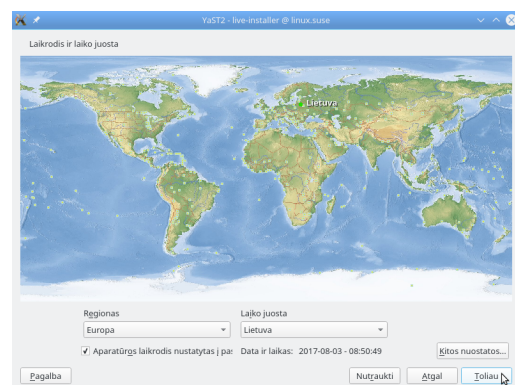 YaST2 - live-installer @ linux.suse
Laikrodis ir laiko juosta
Lietuva
Regionas
Laiko juosta
Europa
Lietuva
Aparatūros laikrodis nustatytas į pas
Data ir laikas: 2017-08-03 - 08:50:49
Kitos nuostatos...
Pagalba
Nutraukti
Atgal
Toliau